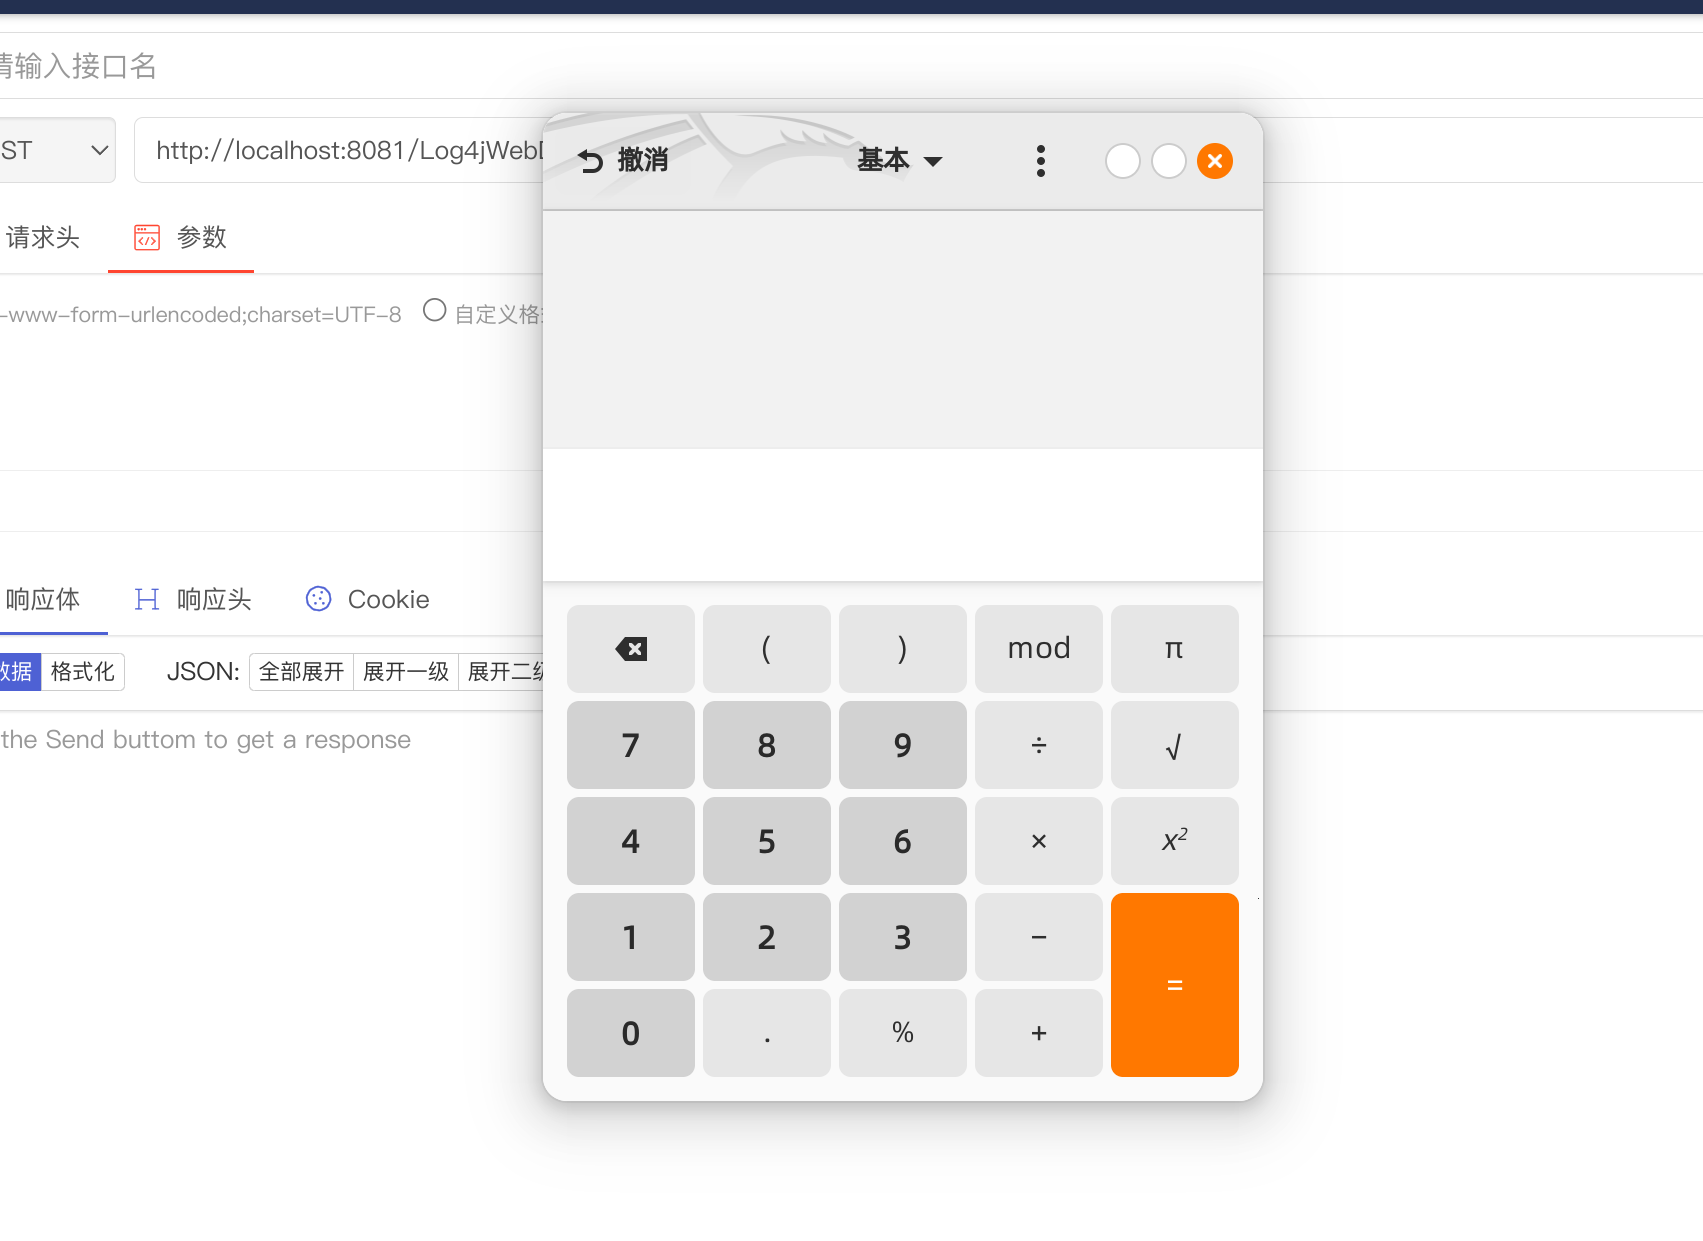 请输入接口名
ST
http://localhost:8081/Log4jWeb
撤消
基本
请求头
参数
-www-form-urlencoded;charset=UTF-8
自定义格
响应体
响应头
Cookie
数据
格式化
JSON:
全部展开
展开一级
展开二级
the Send buttom to get a response
( ) mod π
7 8 9 ÷ √
4 5 6 × x²
1 2 3 − =
0 . % +